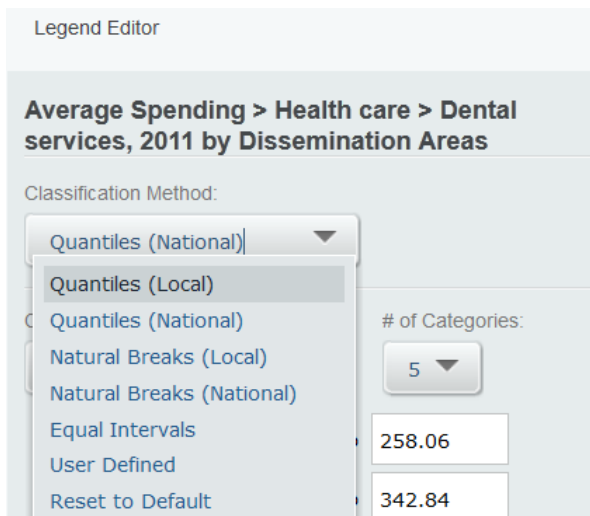 Legend Editor
Average Spending > Health care > Dental
services, 2011 by Dissemination Areas
Classification Method:
Quantiles (National)
Quantiles (Local)
Quantiles (National)
Natural Breaks (Local)
Natural Breaks (National)
Equal Intervals
User Defined
Reset to Default
# of Categories:
5
258.06
342.84